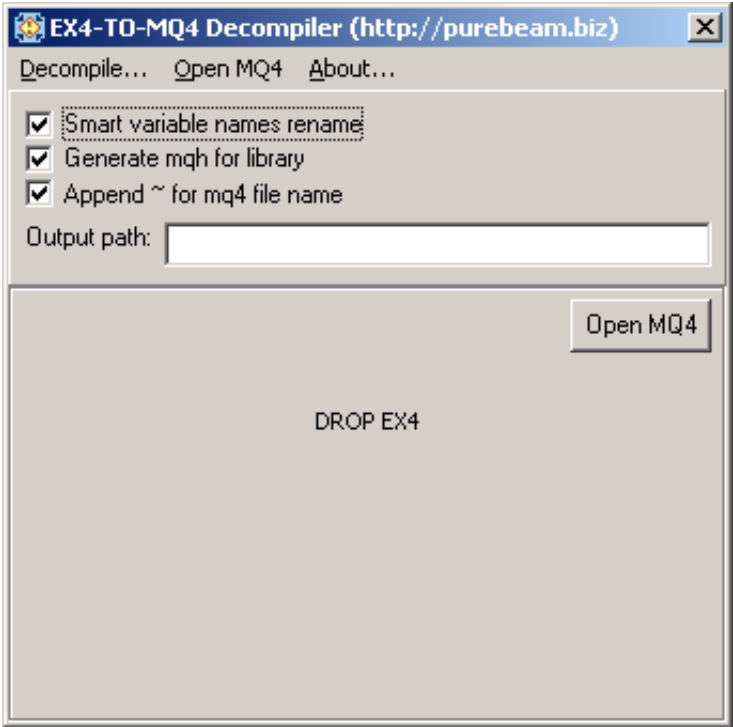 EX4-TO-MQ4 Decompiler (http://purebeam.biz)
Decompile... Open MQ4 About...
Smart variable names rename
Generate mqh for library
Append ~ for mq4 file name
Output path:
Open MQ4
DROP EX4